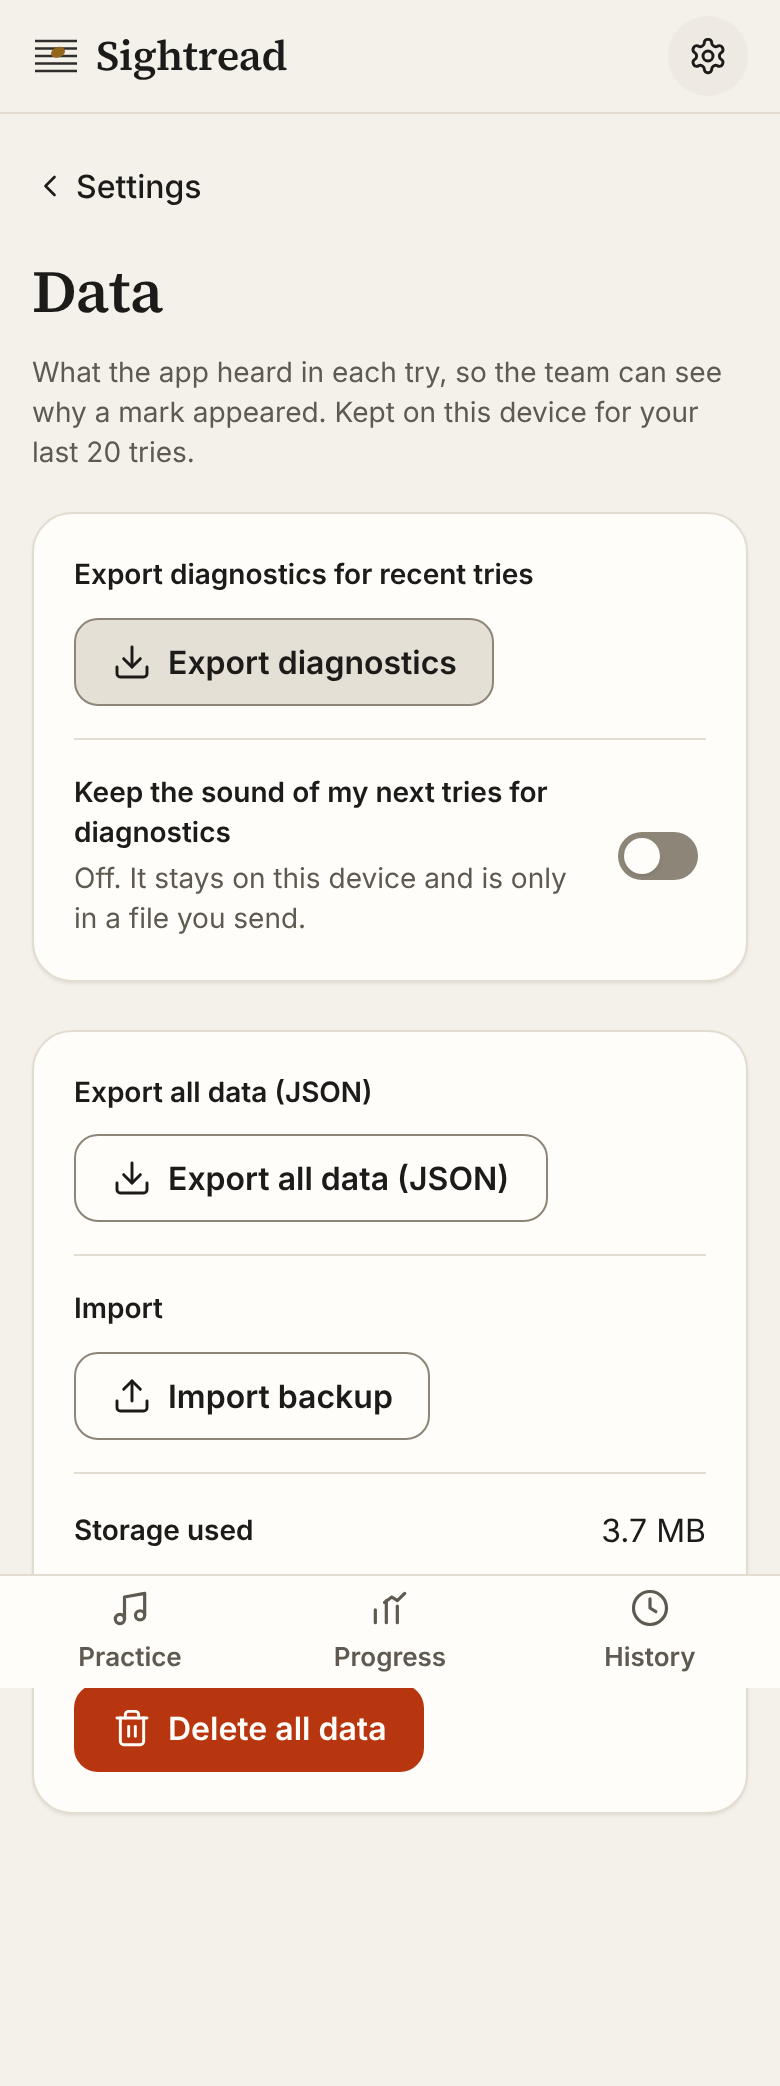 Sightread
Settings
Data
What the app heard in each try, so the team can see
why a mark appeared. Kept on this device for your
last 20 tries.
Export diagnostics for recent tries
Export diagnostics
Keep the sound of my next tries for
diagnostics
Off. It stays on this device and is only
in a file you send.
Export all data (JSON)
Export all data (JSON)
Import
Import backup
Storage used 3.7 MB
Practice Progress History
Delete all data